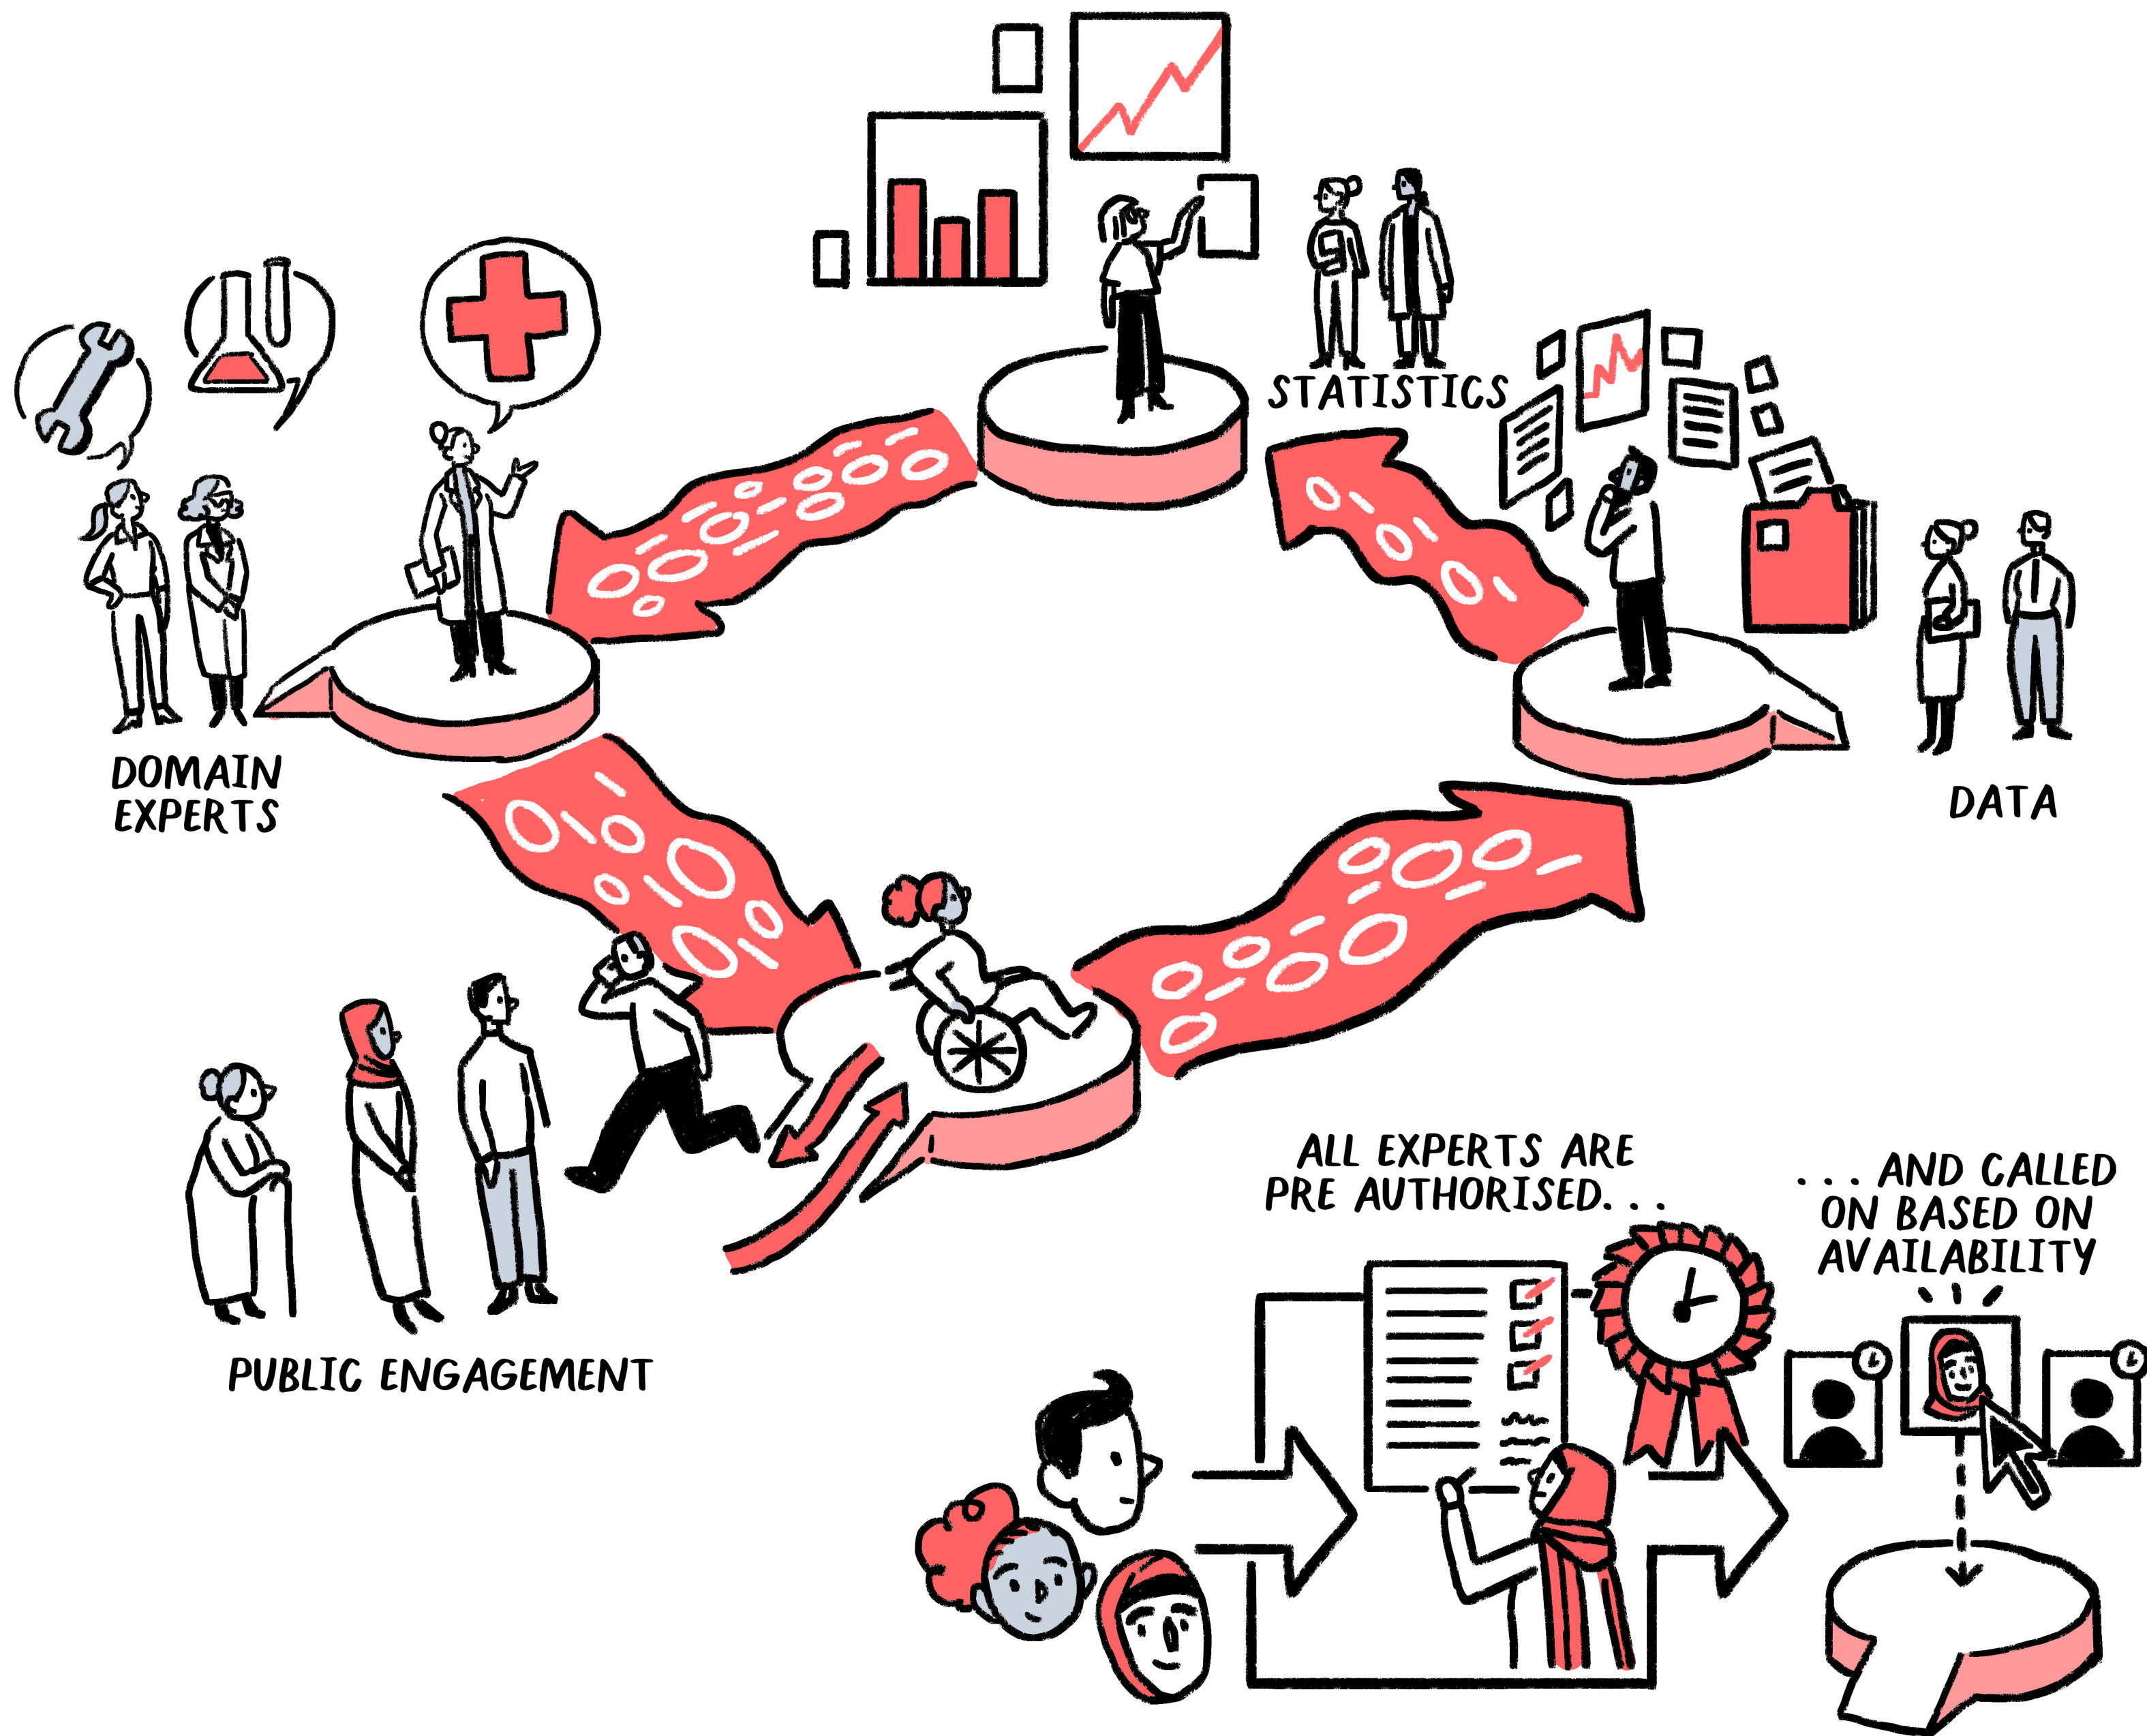 STATISTICS
DOMAIN
EXPERTS
DATA
PUBLIC ENGAGEMENT
ALL EXPERTS ARE
PRE AUTHORISED...
... AND CALLED
ON BASED ON
AVAILABILITY